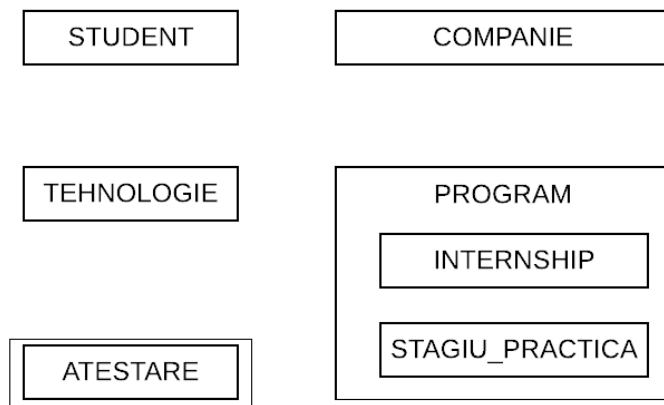 STUDENT
COMPANIE
TEHNOLOGIE
PROGRAM
INTERNSHIP
STAGIU_PRACTICA
ATESTARE